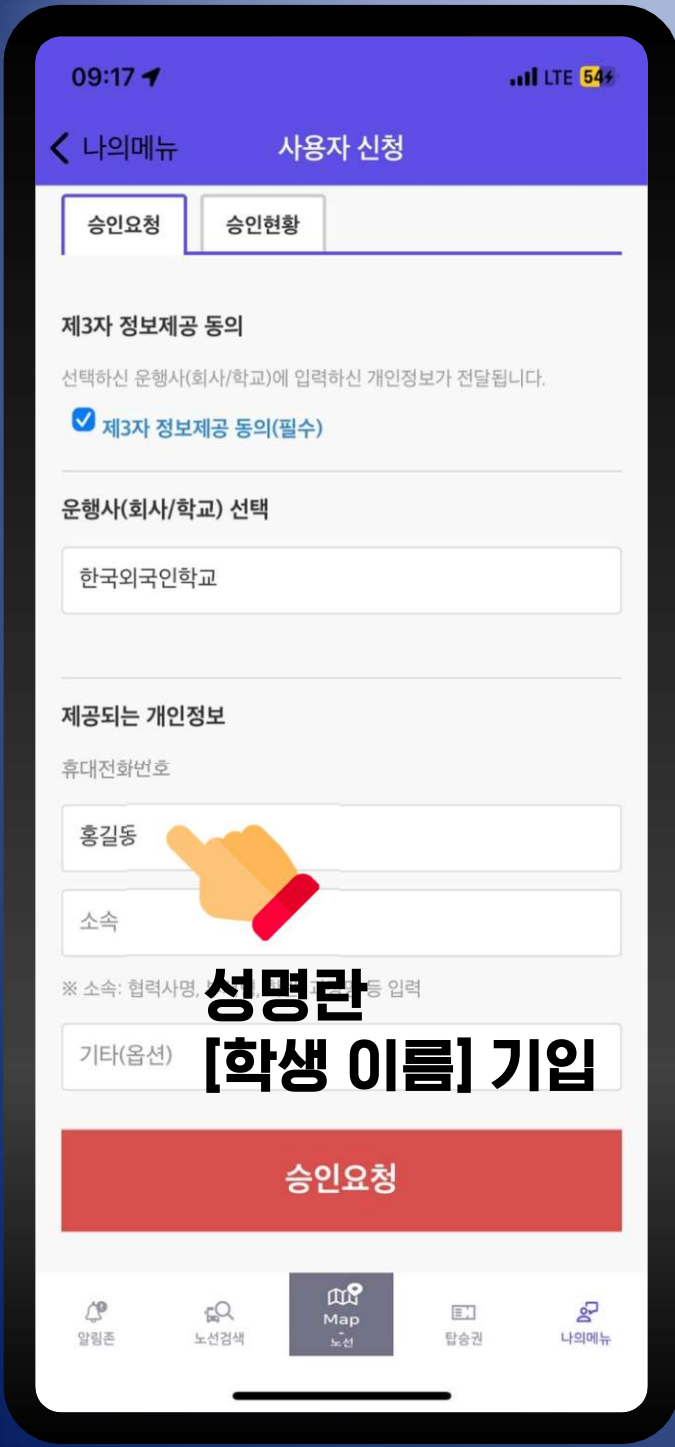 09:17
LTE 54
나의메뉴
사용자 신청
승인요청
승인현황
제3자 정보제공 동의
선택하신 운행사(회사/학교)에 입력하신 개인정보가 전달됩니다.
제3자 정보제공 동의(필수)
운행사(회사/학교) 선택
한국외국인학교
제공되는 개인정보
휴대전화번호
홍길동
소속
※ 소속: 협력사명, 등 입력
성명란
기타(옵션)
[학생 이름] 기입
승인요청
알림존
노선검색
Map
노선
탑승권
나의메뉴